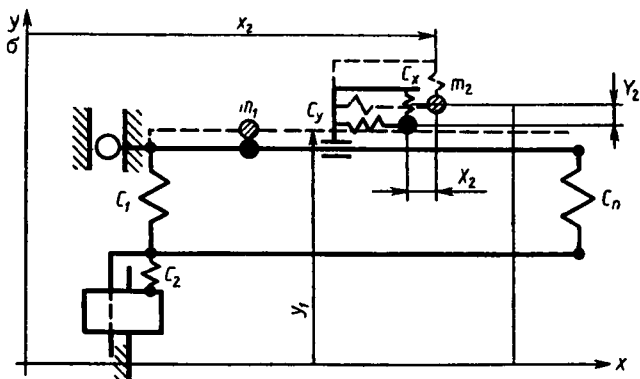 y
б
x₂
C_x
m₂
Y₂
m₁
C_y
X₂
C₁
C_n
C₂
y₁
x